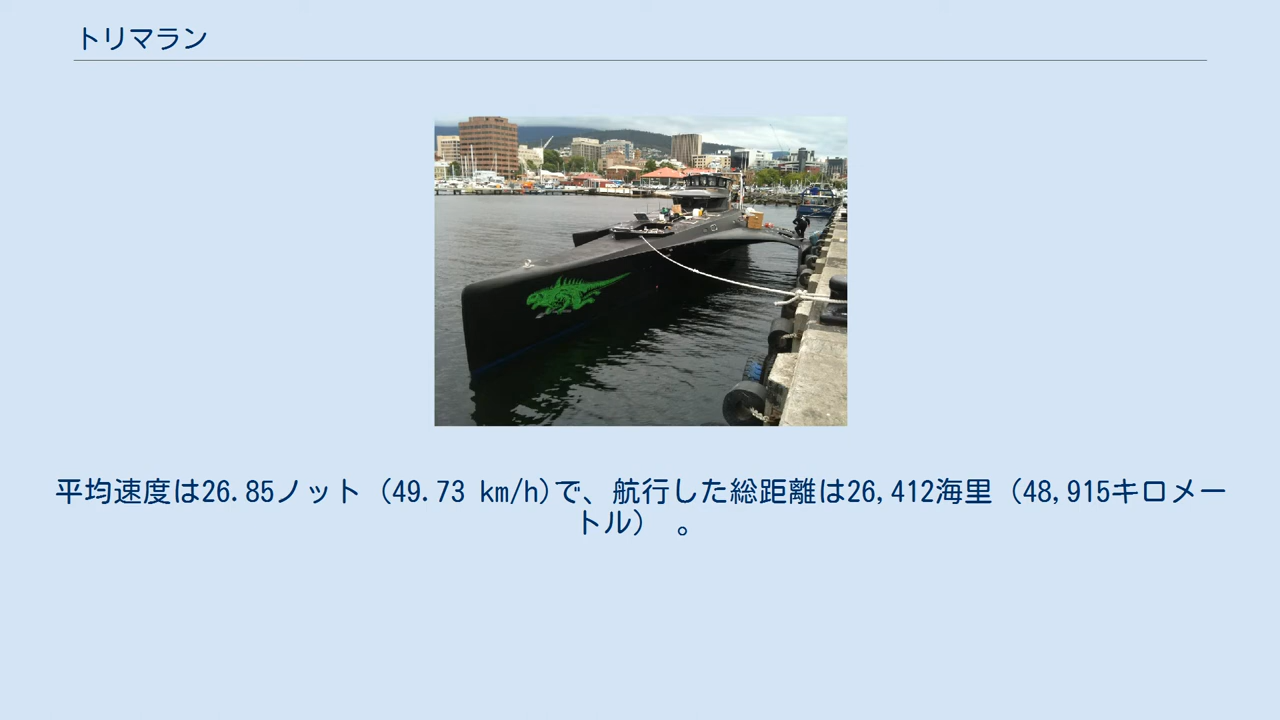 トリマラン
平均速度は26.85ノット (49.73 km/h)で、航行した総距離は26,412海里 (48,915キロメー
トル) 。